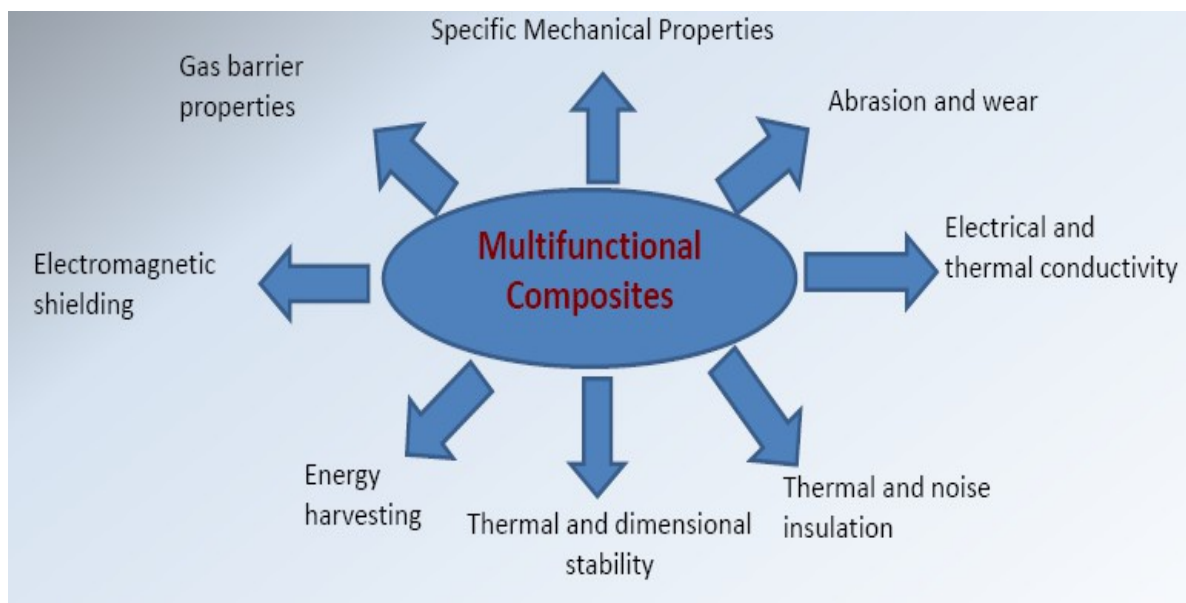 Specific Mechanical Properties
Gas barrier
properties
Abrasion and wear
Multifunctional
Composites
Electrical and
thermal conductivity
Electromagnetic
shielding
Energy
harvesting
Thermal and dimensional
stability
Thermal and noise
insulation